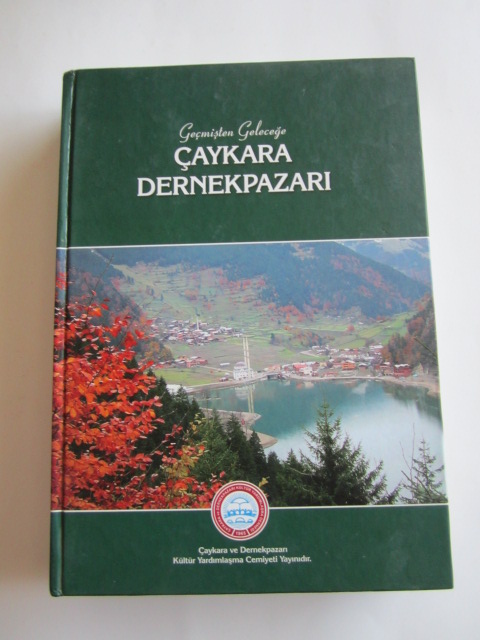 Geçmişten Geleceğe
ÇAYKARA
DERNEKPAZARI
Çaykara ve Dernekpazarı
Kültür Yardımlaşma Cemiyeti Yayınıdır.